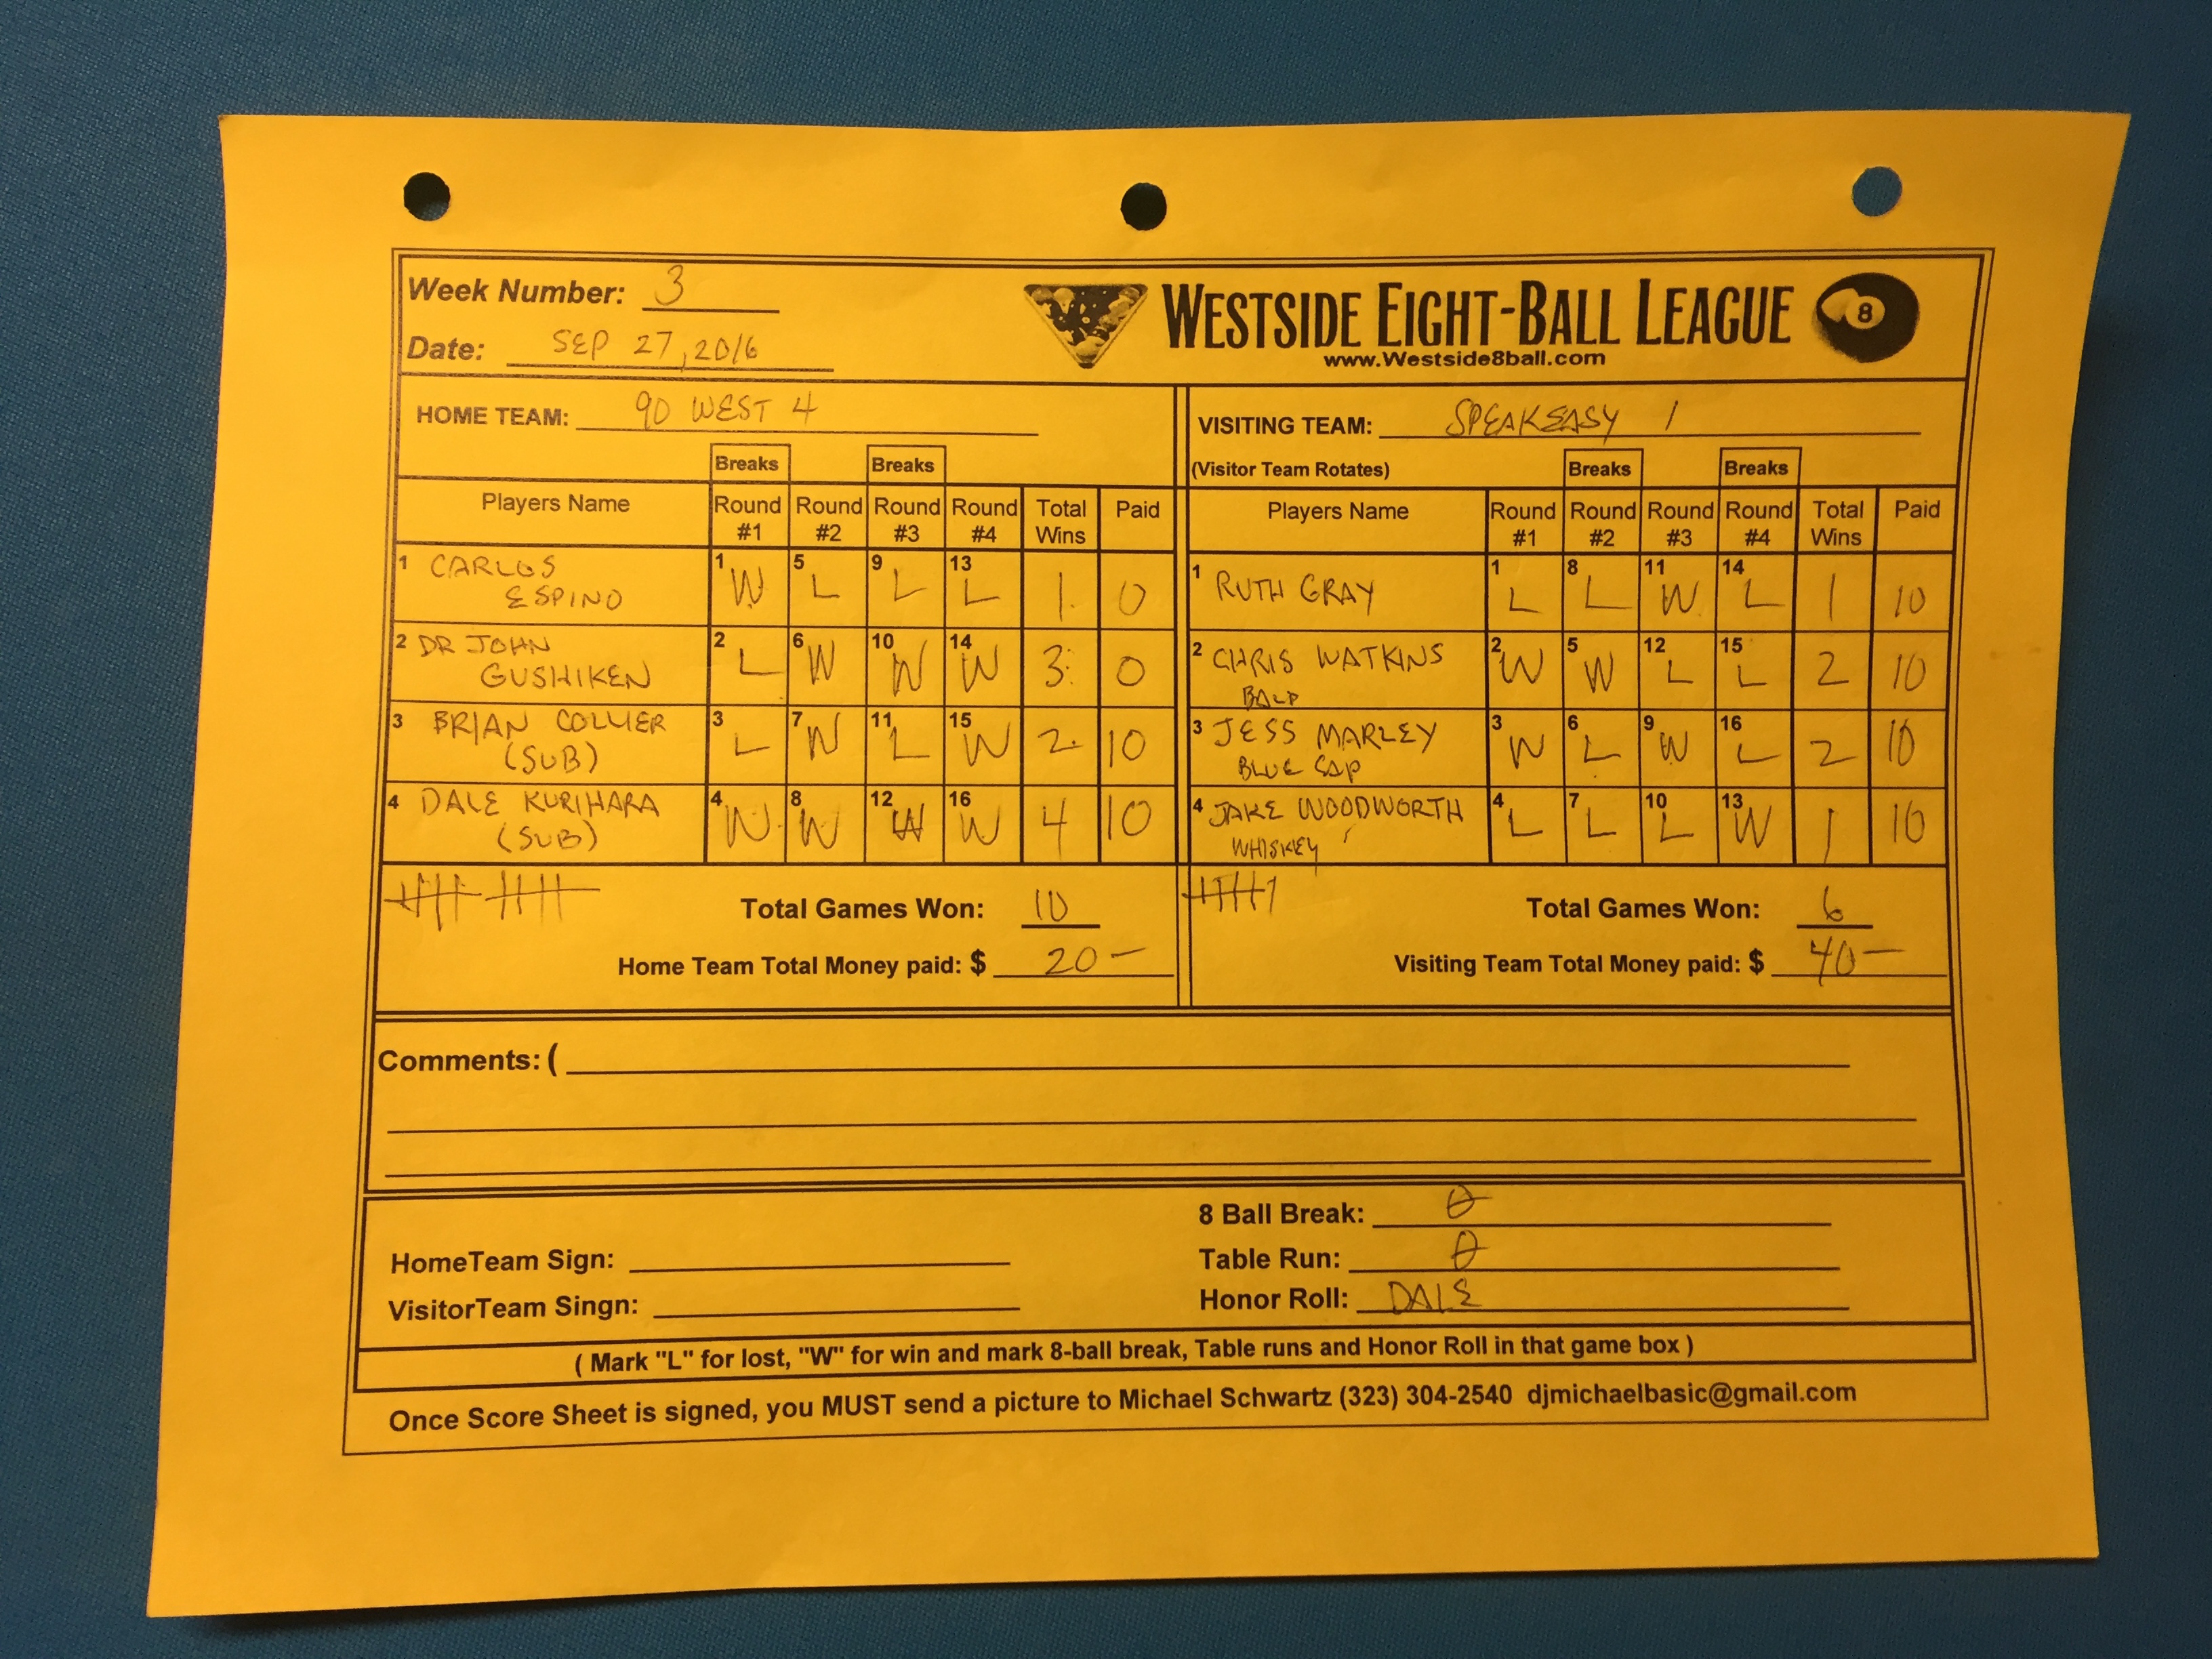 Week Number: 3
Date: SEP 27, 2016
WESTSIDE EIGHT-BALL LEAGUE 8
www.Westside8ball.com
HOME TEAM: 90 WEST 4
VISITING TEAM: SPEAKEASY 1
Breaks Breaks
(Visitor Team Rotates) Breaks Breaks
Players Name Round #1 Round #2 Round #3 Round #4 Total Wins Paid
1 CARLOS ESPINO 1 W 5 L 9 L 13 L 1 0
2 DR JOHN GUSHIKEN 2 L 6 W 10 W 14 W 3 0
3 BRIAN COLLIER (SUB) 3 L 7 W 11 L 15 W 2 10
4 DALE KURIHARA (SUB) 4 W 8 W 12 W 16 W 4 10
Total Games Won: 10
Home Team Total Money paid: $ 20 —
Players Name Round #1 Round #2 Round #3 Round #4 Total Wins Paid
1 RUTH GRAY 1 L 8 L 11 W 14 L 1 10
2 CHRIS WATKINS BALD 2 W 5 W 12 L 15 L 2 10
3 JESS MARLEY BLUE CAP 3 W 6 L 9 W 16 L 2 10
4 JAKE WOODWORTH WHISKEY 4 L 7 L 10 L 13 W 1 10
Total Games Won: 6
Visiting Team Total Money paid: $ 40 —
Comments: (
8 Ball Break: 0
HomeTeam Sign:
Table Run: 0
VisitorTeam Singn:
Honor Roll: DALE
( Mark "L" for lost, "W" for win and mark 8-ball break, Table runs and Honor Roll in that game box )
Once Score Sheet is signed, you MUST send a picture to Michael Schwartz (323) 304-2540 djmichaelbasic@gmail.com